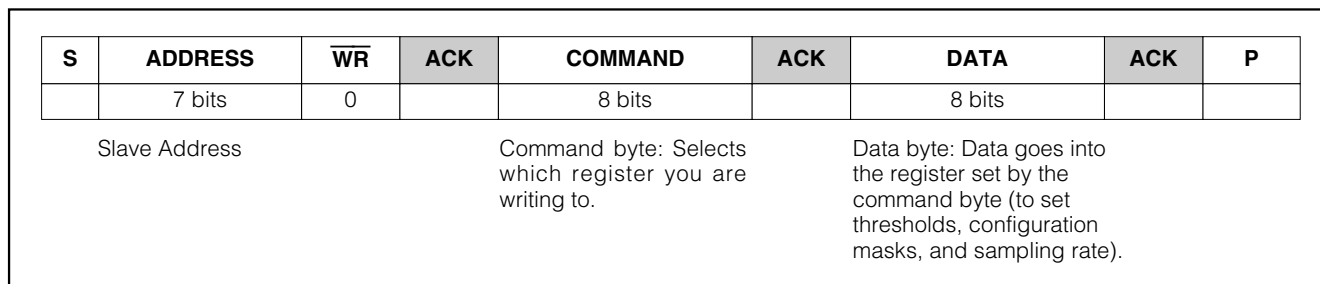 S ADDRESS WR ACK COMMAND ACK DATA ACK P
7 bits 0 8 bits 8 bits
Slave Address
Command byte: Selects
which register you are
writing to.
Data byte: Data goes into
the register set by the
command byte (to set
thresholds, configuration
masks, and sampling rate).